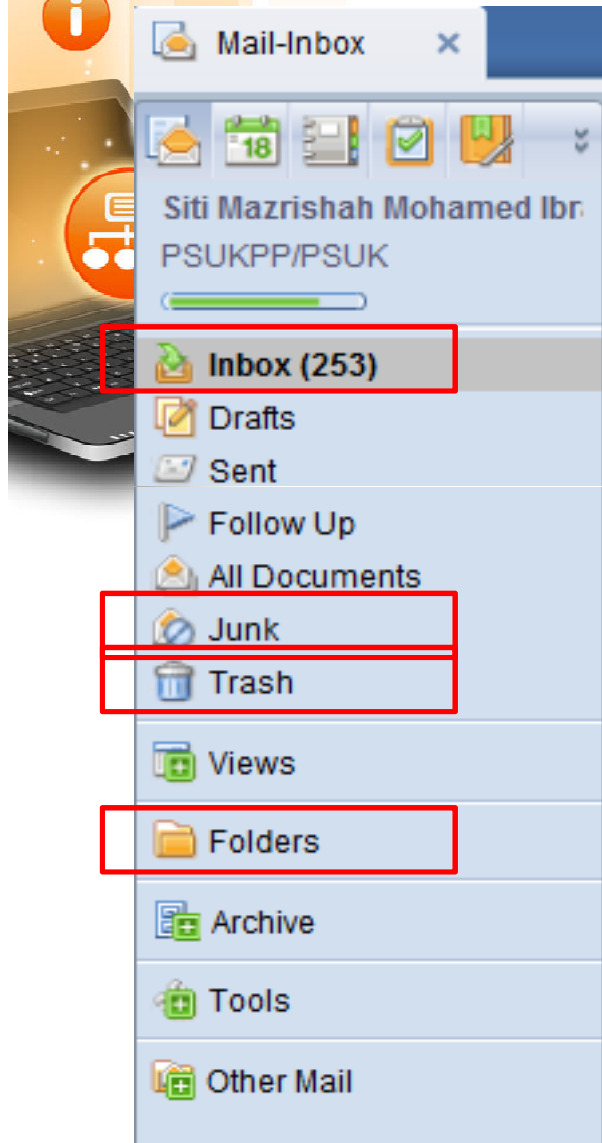 Mail-Inbox
18
Siti Mazrishah Mohamed Ibr
PSUKPP/PSUK
Inbox (253)
Drafts
Sent
Follow Up
All Documents
Junk
Trash
Views
Folders
Archive
Tools
Other Mail